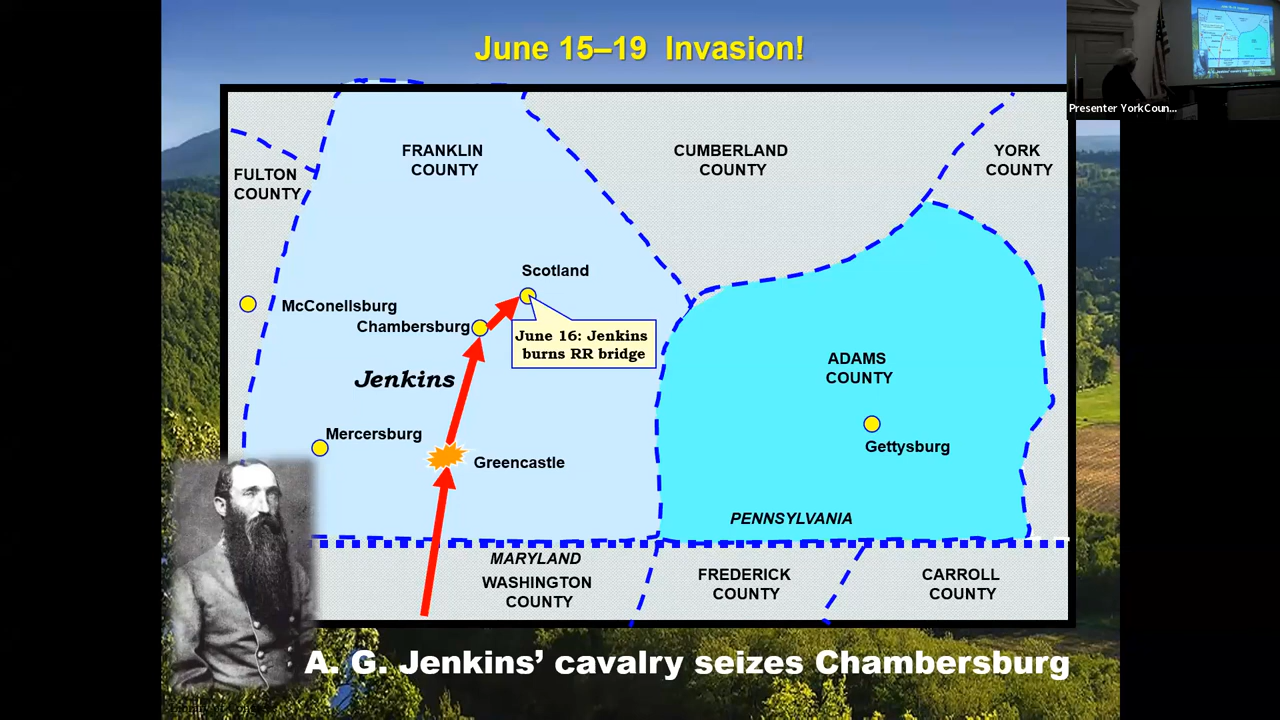 June 15–19 Invasion!
Presenter YorkCoun...
FRANKLIN
COUNTY
CUMBERLAND
COUNTY
YORK
COUNTY
FULTON
COUNTY
Scotland
McConellsburg
Chambersburg
June 16: Jenkins
burns RR bridge
Jenkins
ADAMS
COUNTY
Mercersburg
Gettysburg
Greencastle
PENNSYLVANIA
MARYLAND
WASHINGTON
COUNTY
FREDERICK
COUNTY
CARROLL
COUNTY
A. G. Jenkins’ cavalry seizes Chambersburg